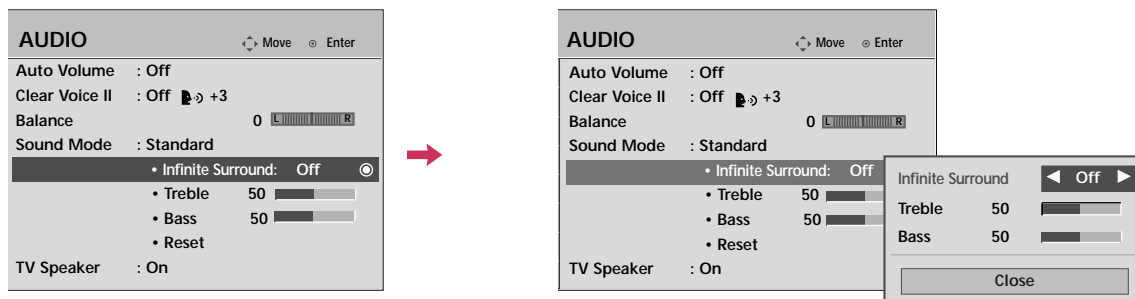 AUDIO Move Enter
Auto Volume : Off
Clear Voice II : Off +3
Balance 0 L R
Sound Mode : Standard
• Infinite Surround: Off
• Treble 50
• Bass 50
• Reset
TV Speaker : On
AUDIO Move Enter
Auto Volume : Off
Clear Voice II : Off +3
Balance 0 L R
Sound Mode : Standard
• Infinite Surround: Off
• Treble 50
• Bass 50
• Reset
TV Speaker : On
Infinite Surround ◀ Off ▶
Treble 50
Bass 50
Close